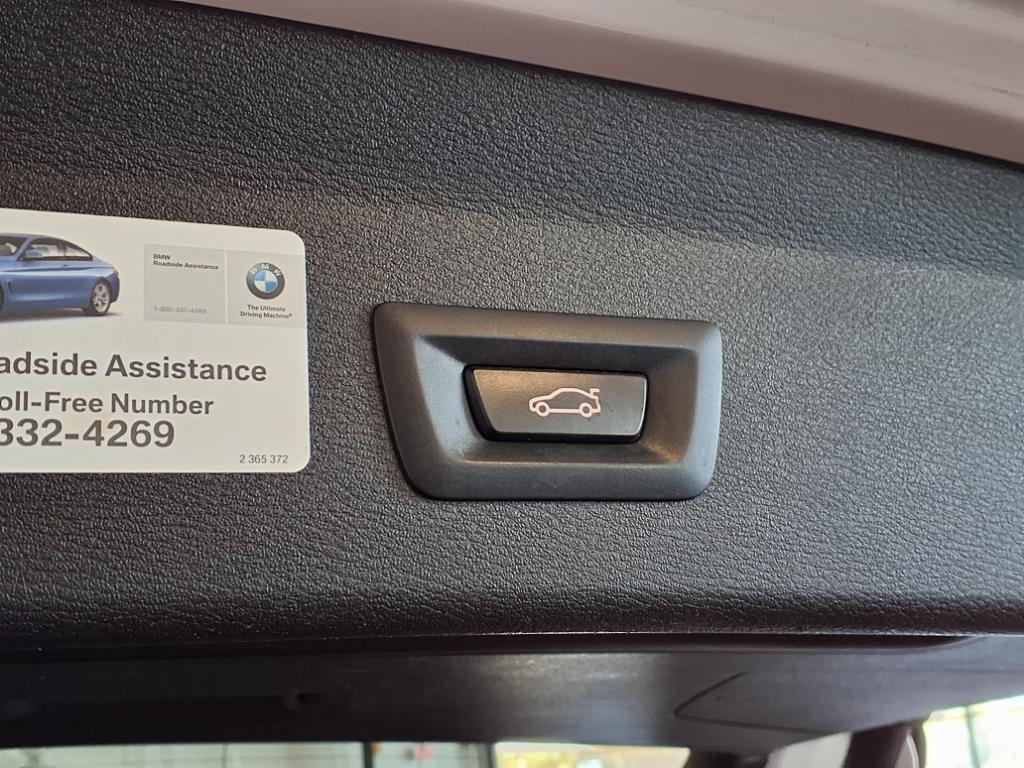 BMW
Roadside Assistance
1-800-332-4269
BMW
The Ultimate
Driving Machine®
adside Assistance
oll-Free Number
332-4269
2 365 372